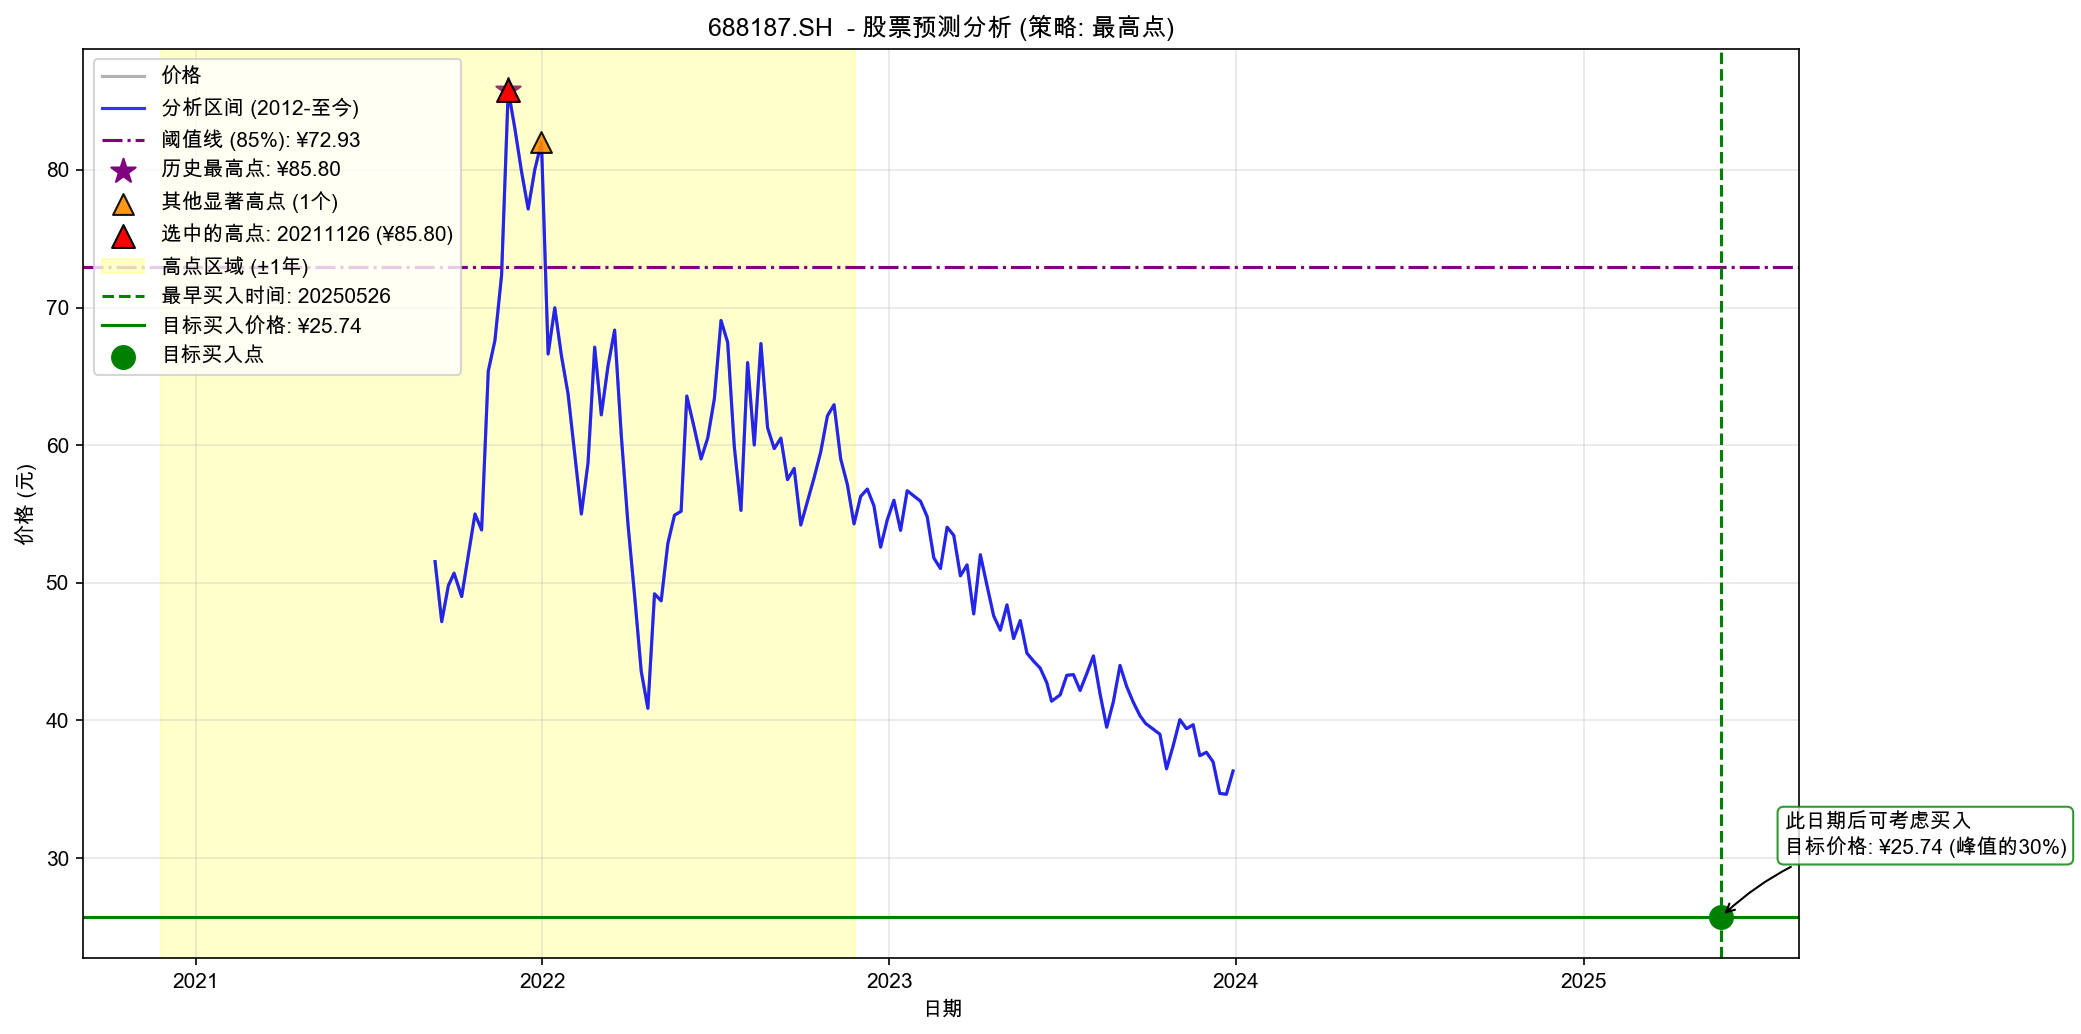 688187.SH - 股票预测分析 (策略: 最高点)
价格
分析区间 (2012-至今)
阈值线 (85%): ¥72.93
历史最高点: ¥85.80
其他显著高点 (1个)
选中的高点: 20211126 (¥85.80)
高点区域 (±1年)
最早买入时间: 20250526
目标买入价格: ¥25.74
目标买入点
80
70
60
50
40
30
价格 (元)
此日期后可考虑买入
目标价格: ¥25.74 (峰值的30%)
2021
2022
2023
2024
2025
日期